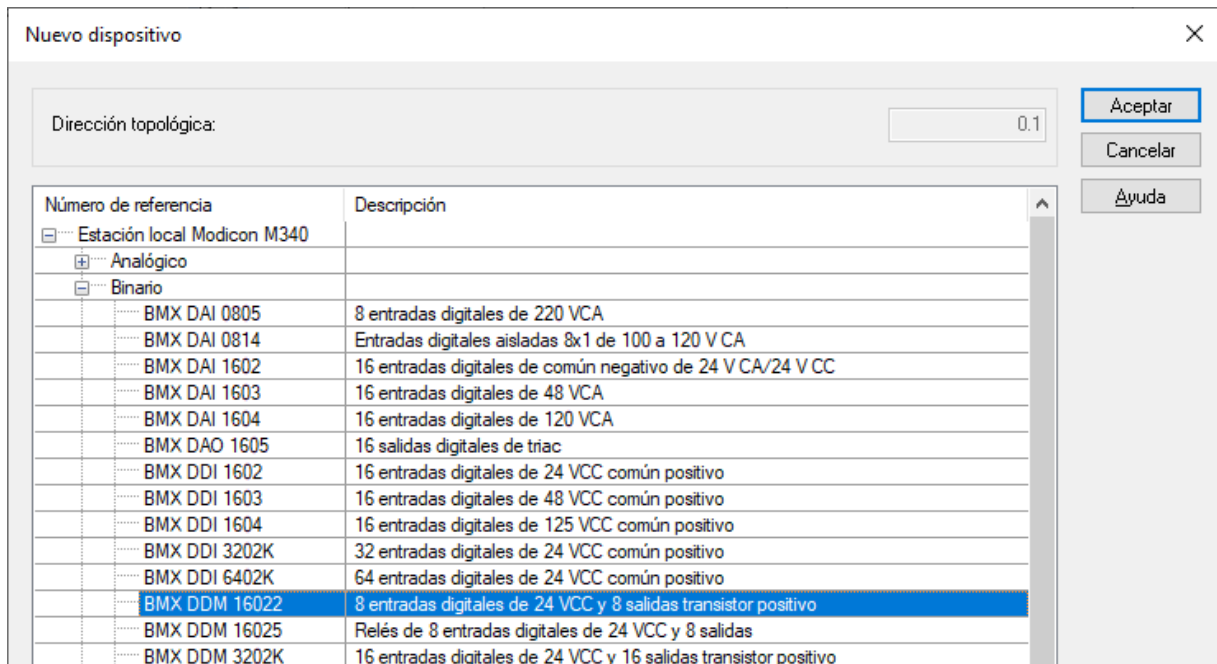 Nuevo dispositivo
Dirección topológica: 0.1
Aceptar
Cancelar
Ayuda
Número de referencia Descripción
Estación local Modicon M340
Analógico
Binario
BMX DAI 0805 8 entradas digitales de 220 VCA
BMX DAI 0814 Entradas digitales aisladas 8x1 de 100 a 120 V CA
BMX DAI 1602 16 entradas digitales de común negativo de 24 V CA/24 V CC
BMX DAI 1603 16 entradas digitales de 48 VCA
BMX DAI 1604 16 entradas digitales de 120 VCA
BMX DAO 1605 16 salidas digitales de triac
BMX DDI 1602 16 entradas digitales de 24 VCC común positivo
BMX DDI 1603 16 entradas digitales de 48 VCC común positivo
BMX DDI 1604 16 entradas digitales de 125 VCC común positivo
BMX DDI 3202K 32 entradas digitales de 24 VCC común positivo
BMX DDI 6402K 64 entradas digitales de 24 VCC común positivo
BMX DDM 16022 8 entradas digitales de 24 VCC y 8 salidas transistor positivo
BMX DDM 16025 Relés de 8 entradas digitales de 24 VCC y 8 salidas
BMX DDM 3202K 16 entradas digitales de 24 VCC y 16 salidas transistor positivo